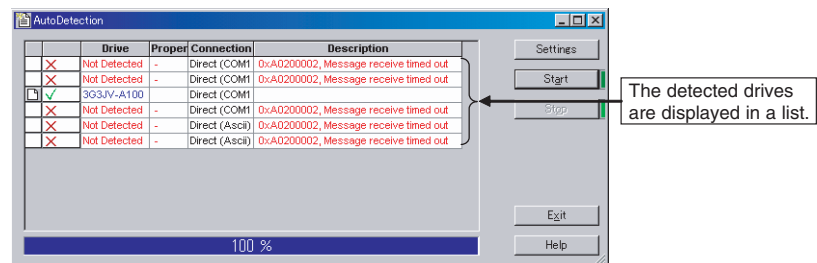 AutoDetection
Drive Proper Connection Description
Not Detected - Direct (COM1 0xA0200002, Message receive timed out
Not Detected - Direct (COM1 0xA0200002, Message receive timed out
3G3JV-A100 Direct (COM1
Not Detected - Direct (COM1 0xA0200002, Message receive timed out
Not Detected - Direct (Ascii) 0xA0200002, Message receive timed out
Not Detected - Direct (Ascii) 0xA0200002, Message receive timed out
Settings
Start
Stop
Exit
100 %
Help
The detected drives
are displayed in a list.